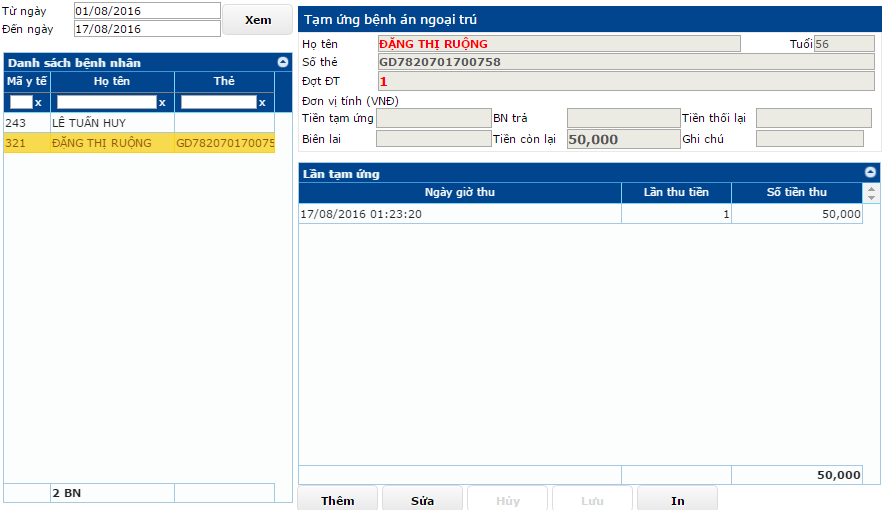 Từ ngày 01/08/2016
Đến ngày 17/08/2016
Xem
Danh sách bệnh nhân
Mã y tế Họ tên Thẻ
x x x
243 LÊ TUẤN HUY
321 ĐẶNG THỊ RUỘNG GD782070170075
2 BN
Tạm ứng bệnh án ngoại trú
Họ tên ĐẶNG THỊ RUỘNG Tuổi 56
Số thẻ GD7820701700758
Đợt ĐT 1
Đơn vị tính (VNĐ)
Tiền tạm ứng BN trả Tiền thối lại
Biên lai Tiền còn lại 50,000 Ghi chú
Lần tạm ứng
Ngày giờ thu Lần thu tiền Số tiền thu
17/08/2016 01:23:20 1 50,000
50,000
Thêm Sửa Hủy Lưu In